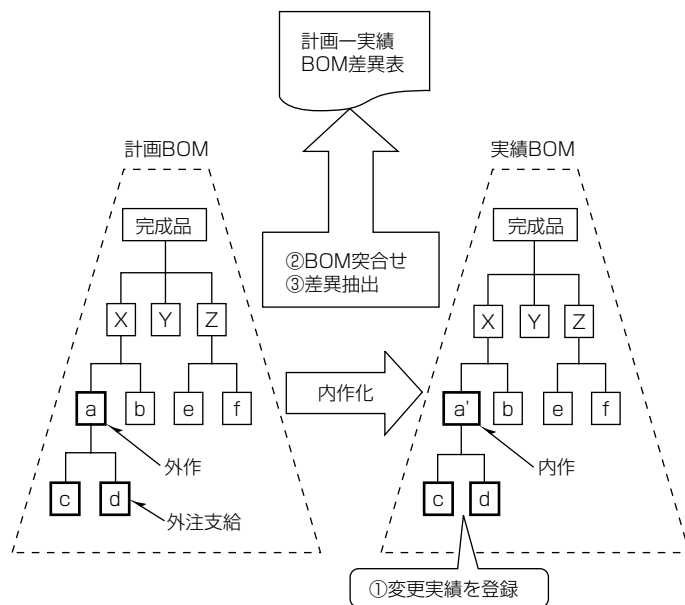 計画ー実績
BOM差異表
計画BOM
実績BOM
完成品
完成品
②BOM突合せ
③差異抽出
X
Y
Z
X
Y
Z
内作化
a
b
e
f
a'
b
e
f
外作
内作
c
d
c
d
外注支給
①変更実績を登録